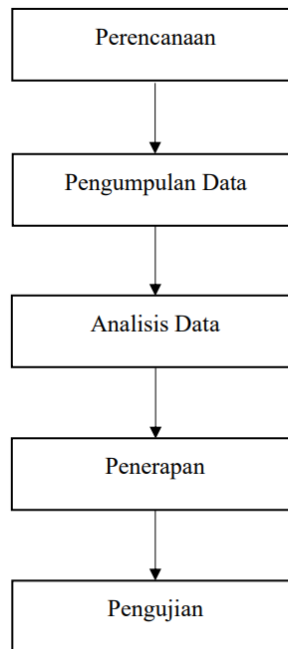 Perencanaan
Pengumpulan Data
Analisis Data
Penerapan
Pengujian